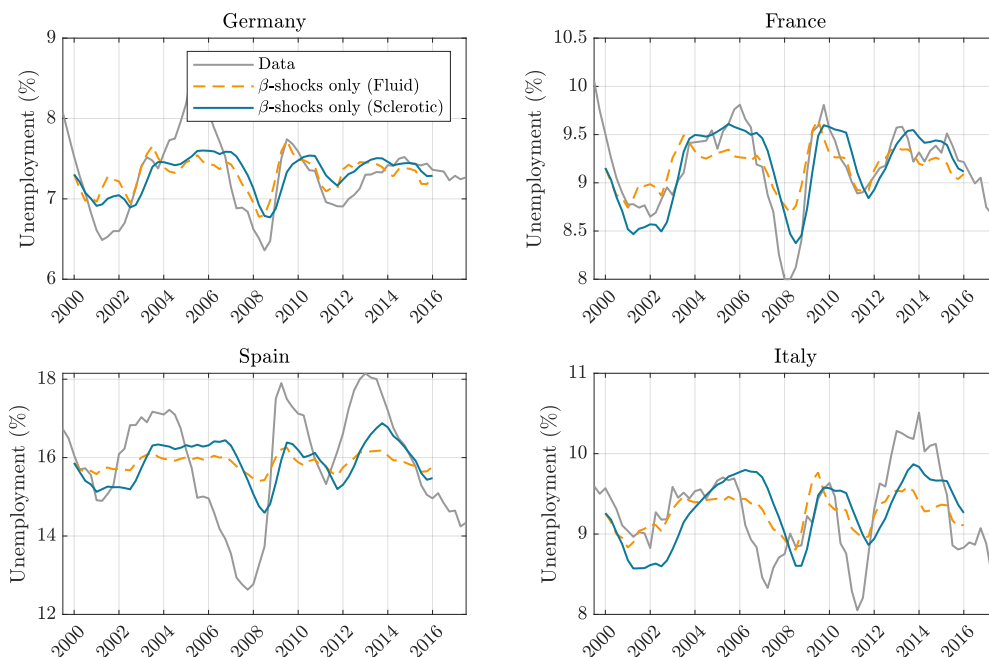 Germany
Unemployment (%)
9
8
7
6
Data
β-shocks only (Fluid)
β-shocks only (Sclerotic)
2000 2002 2004 2006 2008 2010 2012 2014 2016
France
Unemployment (%)
10.5
10
9.5
9
8.5
8
2000 2002 2004 2006 2008 2010 2012 2014 2016
Spain
Unemployment (%)
18
16
14
12
2000 2002 2004 2006 2008 2010 2012 2014 2016
Italy
Unemployment (%)
11
10
9
8
2000 2002 2004 2006 2008 2010 2012 2014 2016